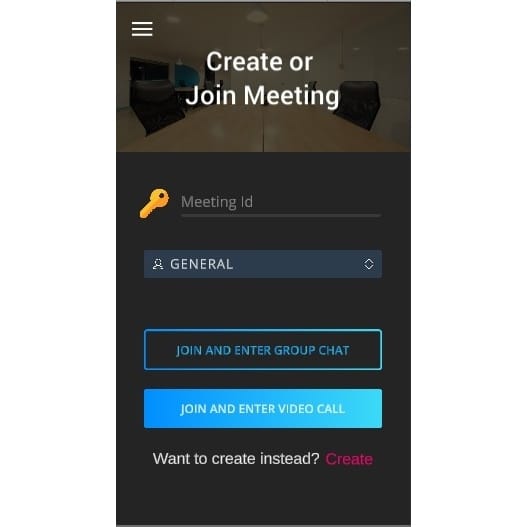 Create or
Join Meeting
Meeting Id
GENERAL
JOIN AND ENTER GROUP CHAT
JOIN AND ENTER VIDEO CALL
Want to create instead? Create